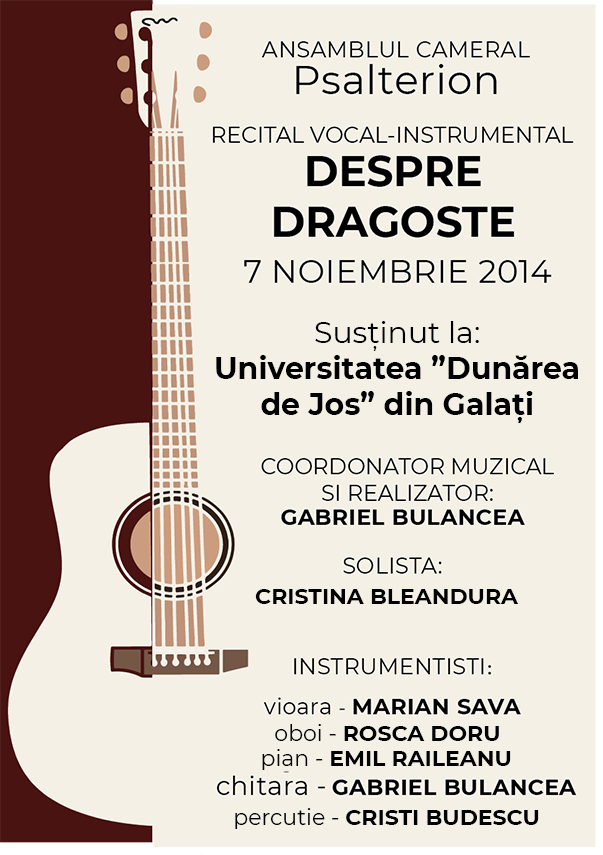 ANSAMBLUL CAMERAL
Psalterion
RECITAL VOCAL-INSTRUMENTAL
DESPRE
DRAGOSTE
7 NOIEMBRIE 2014
Susținut la:
Universitatea ”Dunărea
de Jos” din Galați
COORDONATOR MUZICAL
SI REALIZATOR:
GABRIEL BULANCEA
SOLISTA:
CRISTINA BLEANDURA
INSTRUMENTISTI:
vioara - MARIAN SAVA
oboi - ROSCA DORU
pian - EMIL RAILEANU
chitara - GABRIEL BULANCEA
percutie - CRISTI BUDESCU